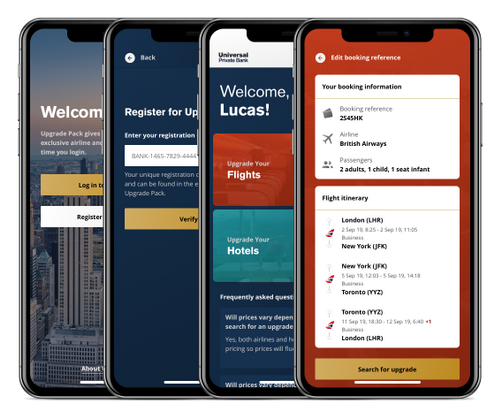 Welcom
Upgrade Pack gives
exclusive airline and
time you login.
Log in to
Register
About
Back
Register for Up
Enter your registration
BANK-1465-7829-4444
Your unique registration c
and can be found in the e
Upgrade Pack.
Verify
Universal
Private Bank
Welcome,
Lucas!
Upgrade Your
Flights
Upgrade Your
Hotels
Frequently asked quest
Will prices vary depen
search for an upgrade
Yes, both airlines and h
pricing so prices will flu
Will prices vary depen
Edit booking reference
Your booking information
Booking reference
2S45HK
Airline
British Airways
Passengers
2 adults, 1 child, 1 seat infant
Flight itinerary
London (LHR)
2 Sep 19, 8:25 - 2 Sep 19, 11:05
Business
New York (JFK)
New York (JFK)
5 Sep 19, 12:03 - 5 Sep 19, 14:18
Business
Toronto (YYZ)
Toronto (YYZ)
11 Sep 19, 18:30 - 12 Sep 19, 6:40 +1
Business
London (LHR)
Search for upgrade